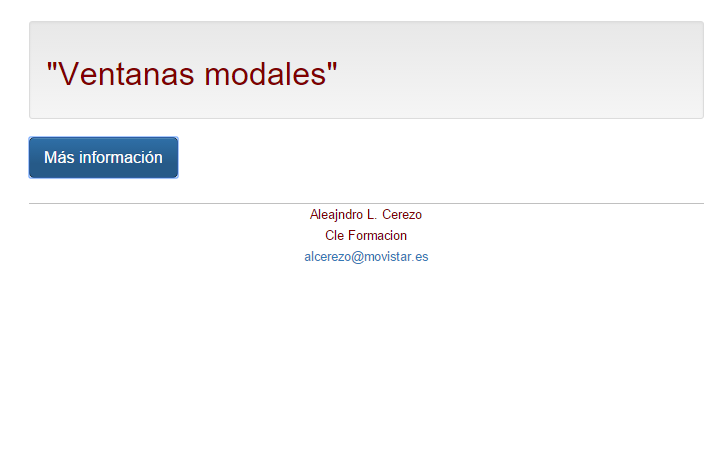 "Ventanas modales"
Más información
Aleajndro L. Cerezo
Cle Formacion
alcerezo@movistar.es